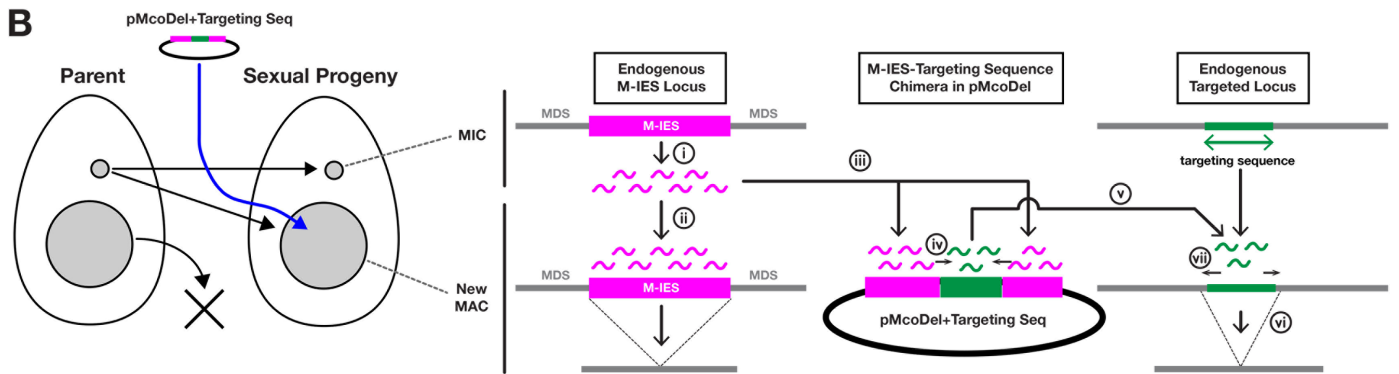 B
pMcoDel+Targeting Seq
Parent
Sexual Progeny
MIC
New
MAC
Endogenous
M-IES Locus
MDS
MDS
M-IES
i
ii
MDS
MDS
M-IES
M-IES-Targeting Sequence
Chimera in pMcoDel
iii
iv
v
pMcoDel+Targeting Seq
Endogenous
Targeted Locus
targeting sequence
vii
vi